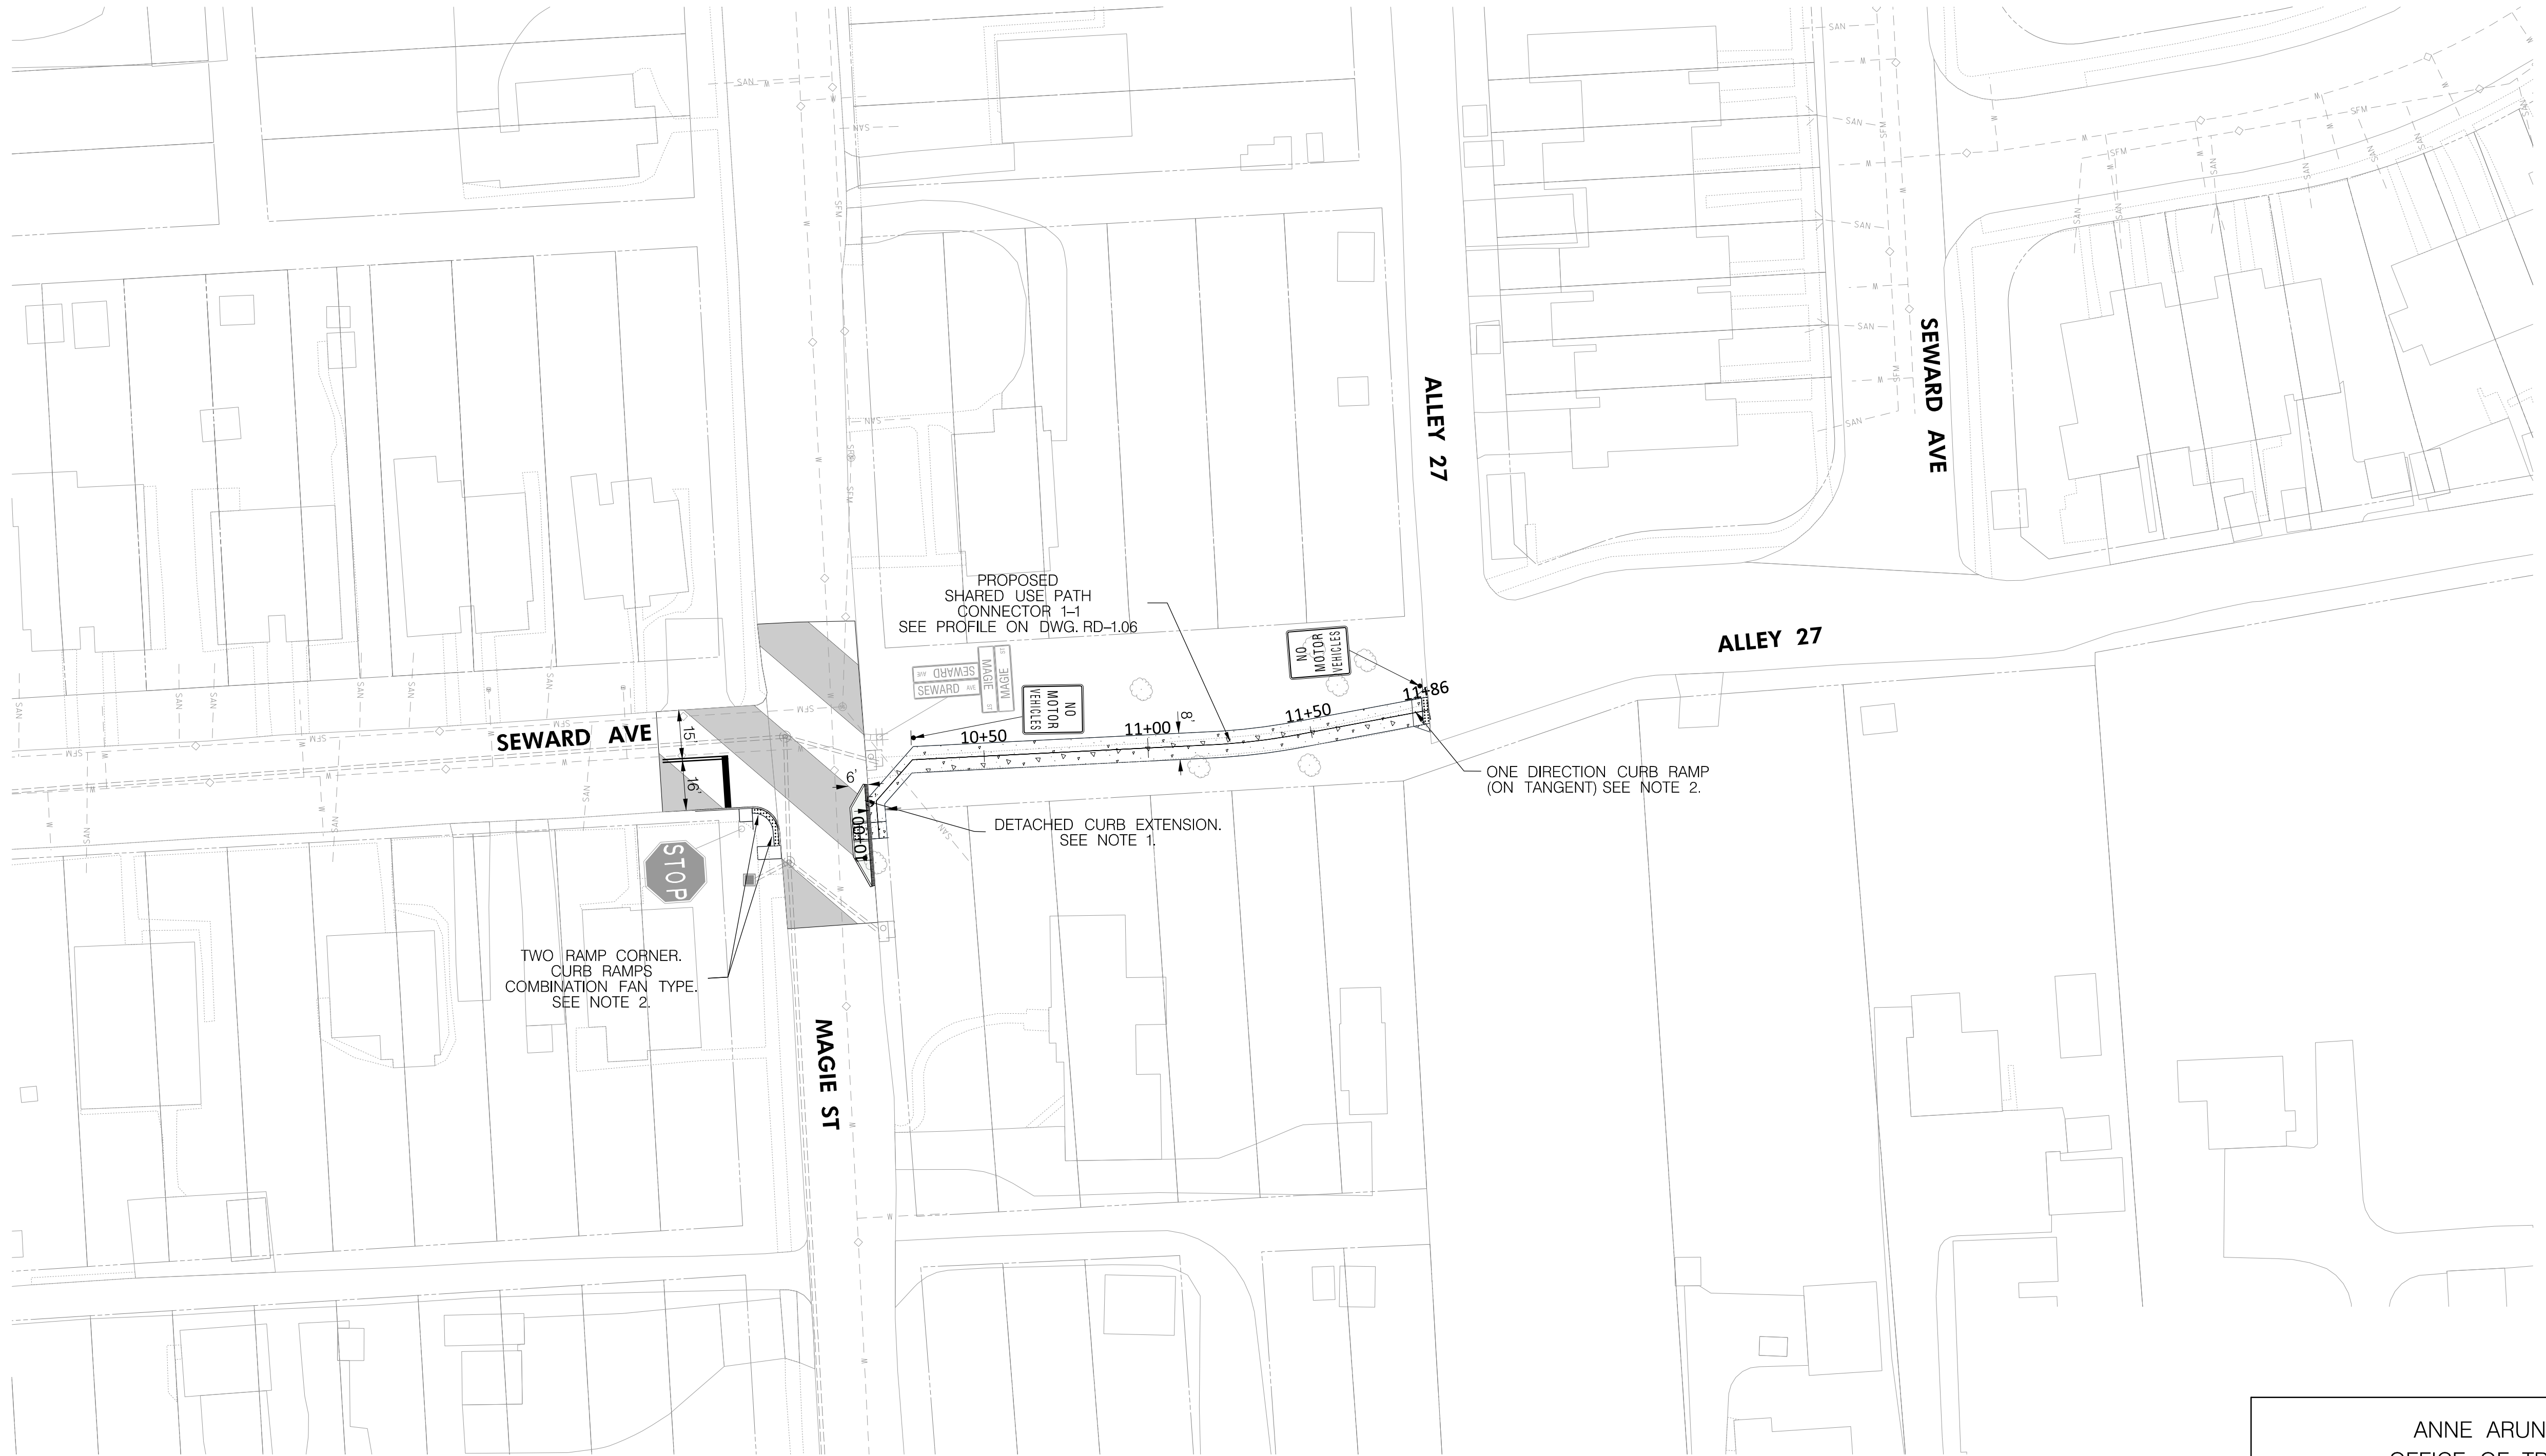 SEWARD AVE
ALLEY 27
PROPOSED
SHARED USE PATH
CONNECTOR 1-1
SEE PROFILE ON DWG. RD-1.06
NO
MOTOR
VEHICLES
ALLEY 27
SEWARD AVE
SEWARD AVE
MAGIE ST
MAGIE ST
NO
MOTOR
VEHICLES
11+86
11+50
8'
11+00
10+50
SEWARD AVE
15'
16'
6'
10+00
ONE DIRECTION CURB RAMP
(ON TANGENT) SEE NOTE 2.
DETACHED CURB EXTENSION.
SEE NOTE 1.
STOP
TWO RAMP CORNER.
CURB RAMPS
COMBINATION FAN TYPE.
SEE NOTE 2.
MAGIE ST
SAN
W
SFM
ANNE ARUN